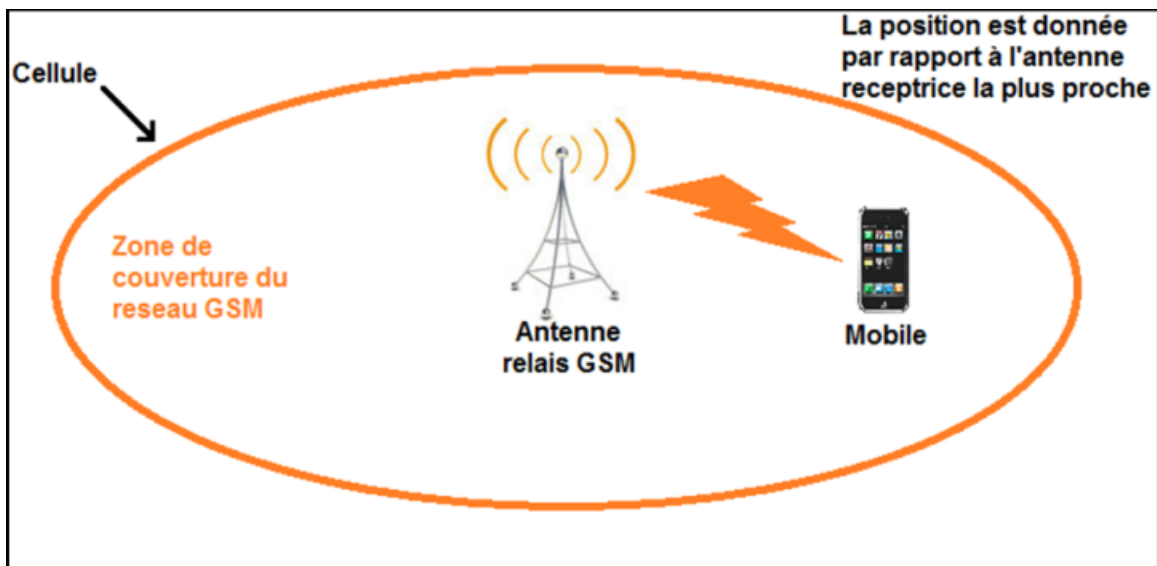 La position est donnée
par rapport à l'antenne
receptrice la plus proche
Cellule
Zone de
couverture du
reseau GSM
Antenne
relais GSM
Mobile